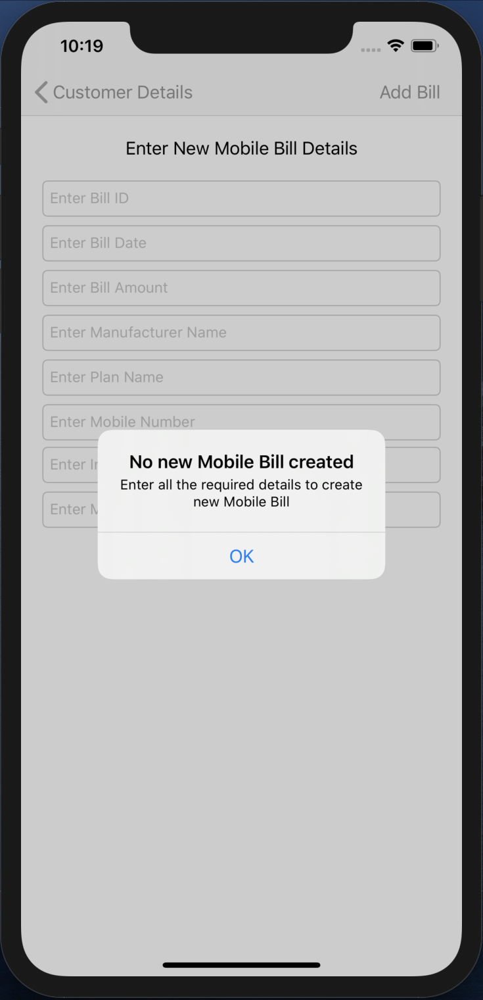 10:19
Customer Details
Add Bill
Enter New Mobile Bill Details
Enter Bill ID
Enter Bill Date
Enter Bill Amount
Enter Manufacturer Name
Enter Plan Name
Enter Mobile Number
Enter
Enter
No new Mobile Bill created
Enter all the required details to create
new Mobile Bill
OK